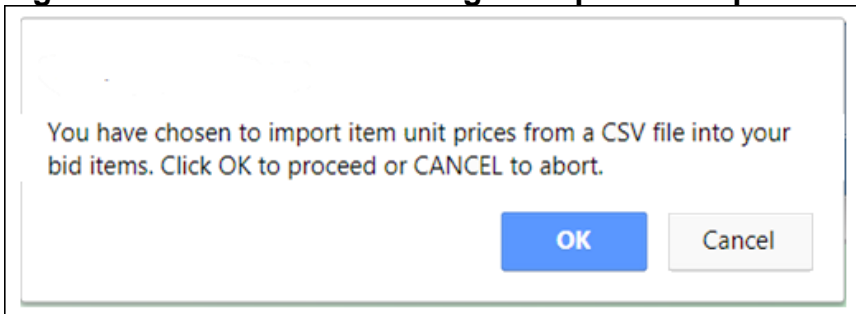 You have chosen to import item unit prices from a CSV file into your
bid items. Click OK to proceed or CANCEL to abort.
OK Cancel